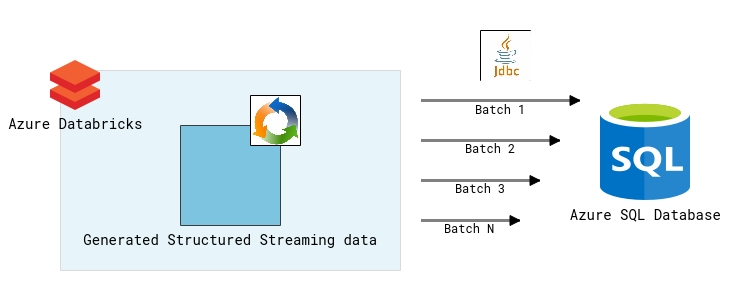 Jdbc
Azure Databricks
Batch 1
Batch 2
SQL
Batch 3
Azure SQL Database
Batch N
Generated Structured Streaming data